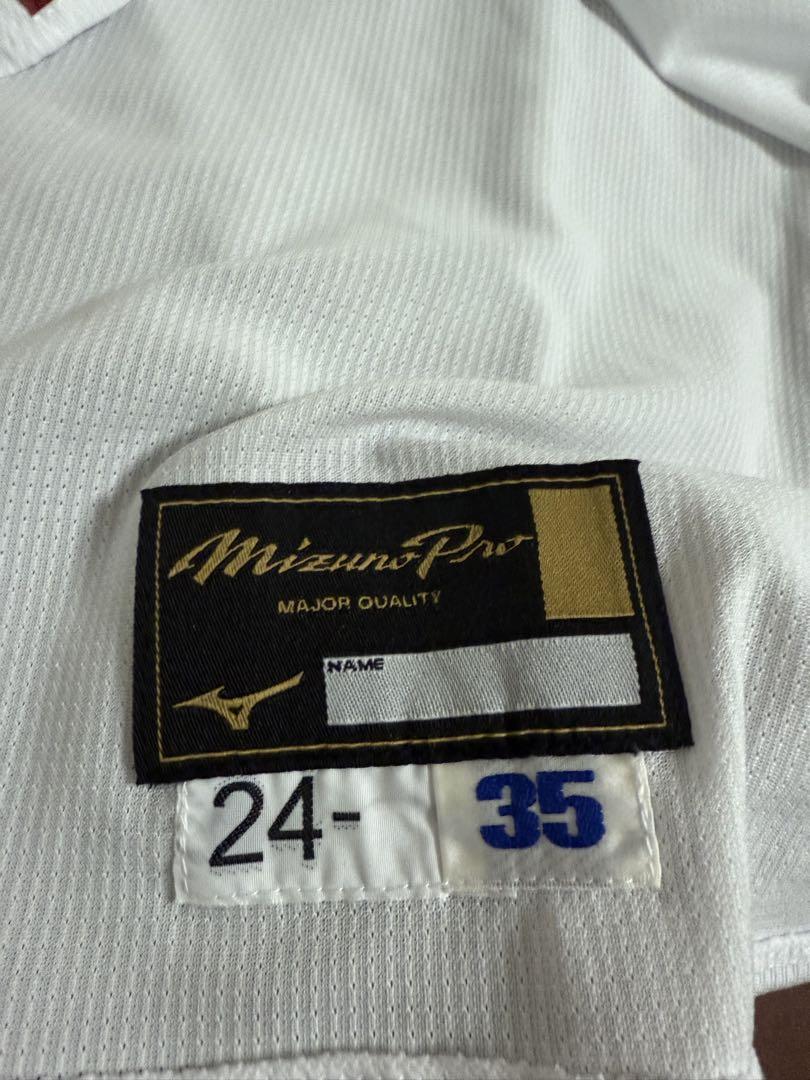 Mizuno Pro
MAJOR QUALITY
NAME
24- 35